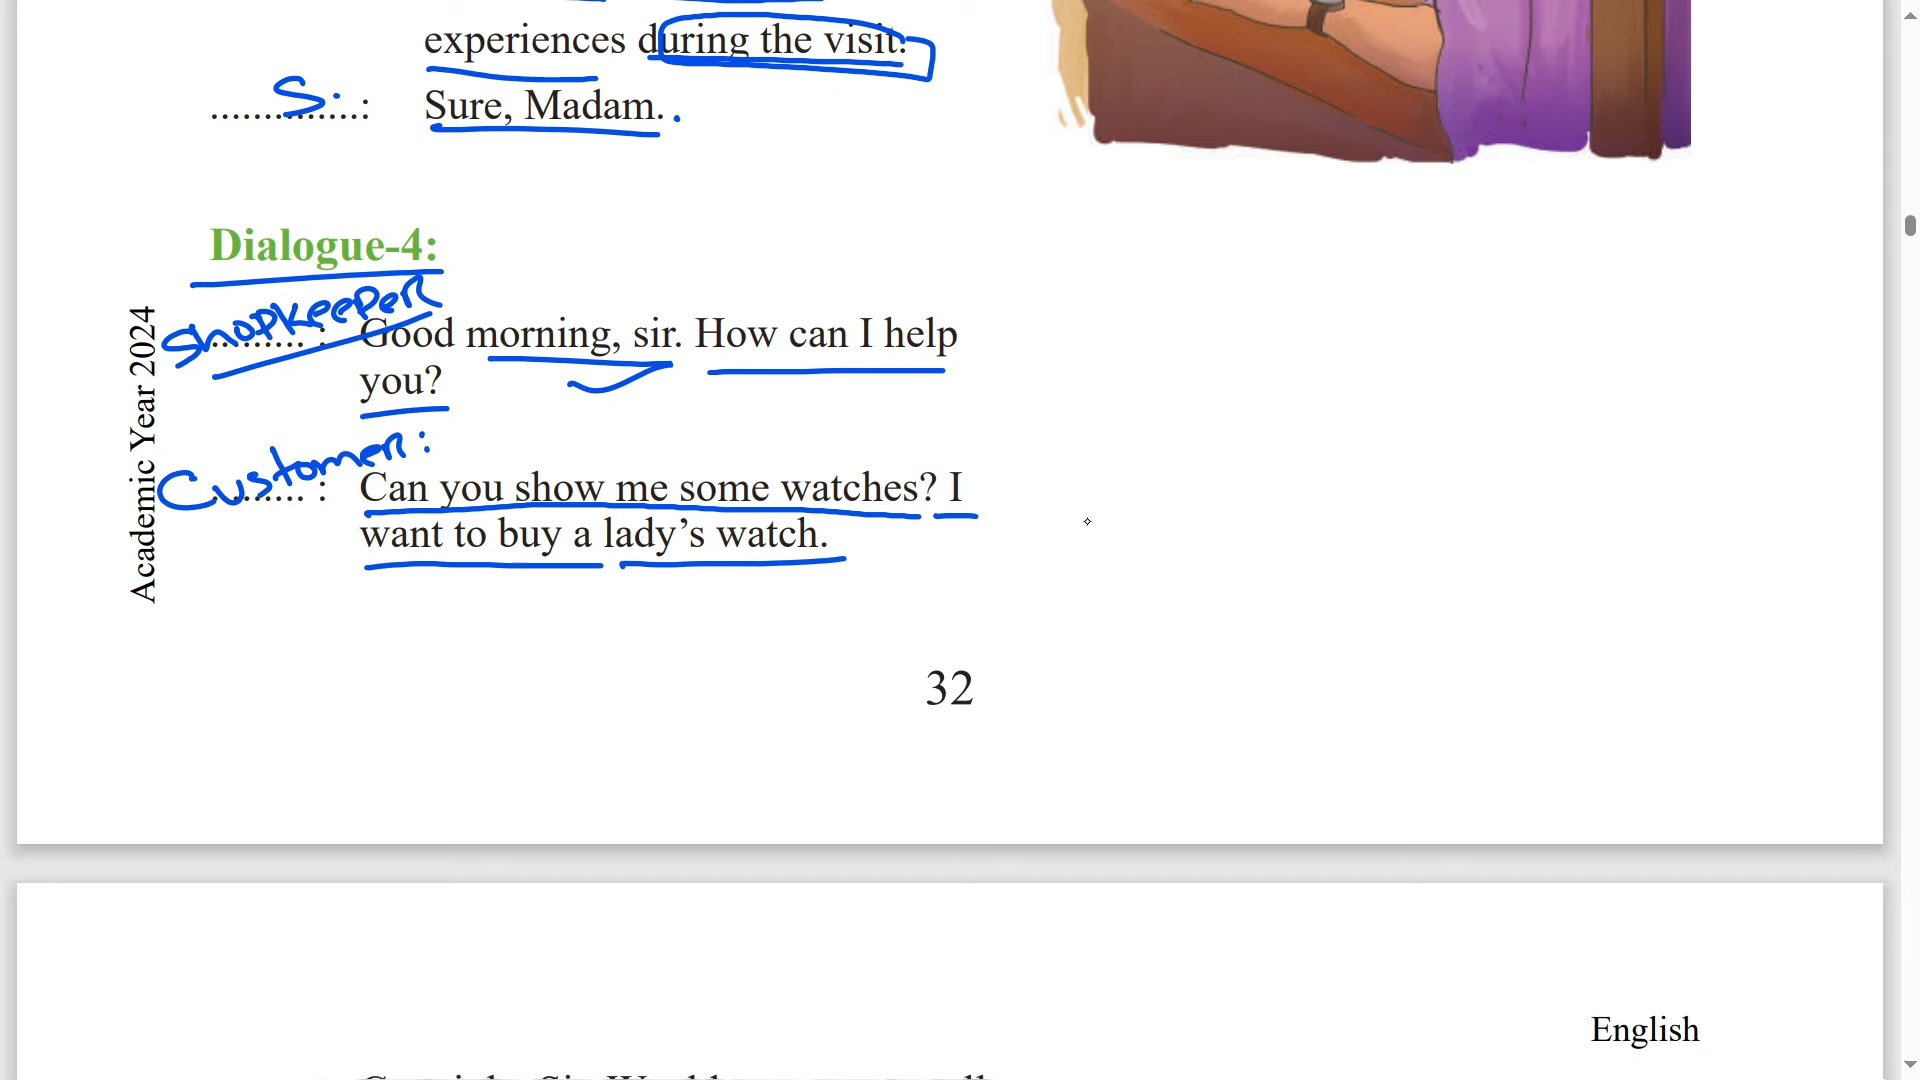 experiences during the visit.
S: ..............: Sure, Madam.
Dialogue-4:
Shopkeeper
......... : Good morning, sir. How can I help
you?
Customer:
......... : Can you show me some watches? I
want to buy a lady’s watch.
Academic Year 2024
32
English